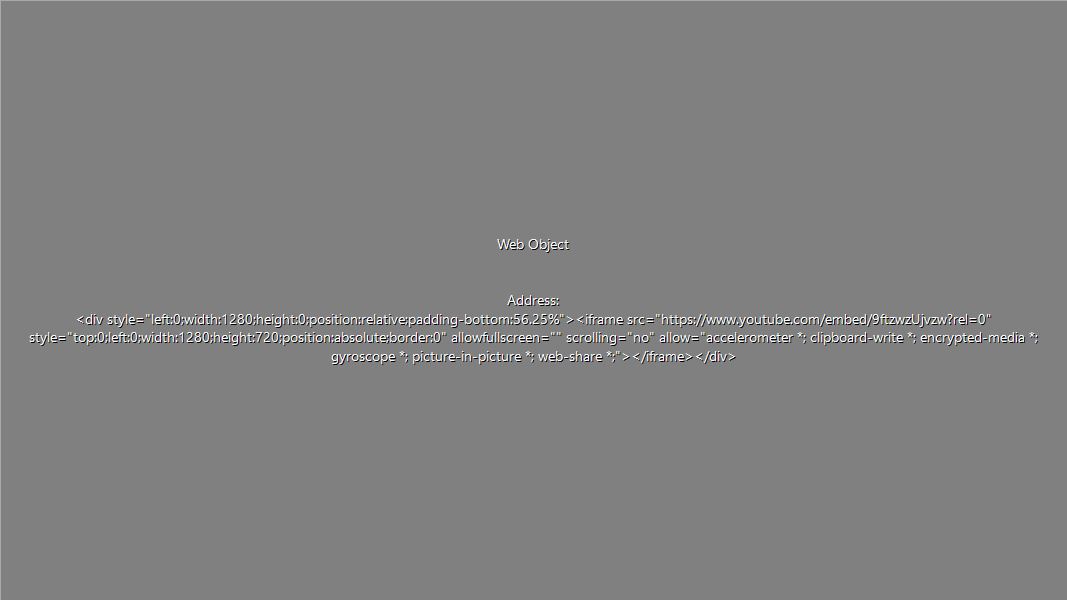 Web Object
Address:
<div style="left:0;width:1280;height:0;position:relative;padding-bottom:56.25%"><iframe src="https://www.youtube.com/embed/9ftzwzUjvzw?rel=0"
style="top:0;left:0;width:1280;height:720;position:absolute;border:0" allowfullscreen="" scrolling="no" allow="accelerometer *; clipboard-write *; encrypted-media *;
gyroscope *; picture-in-picture *; web-share *;"></iframe></div>